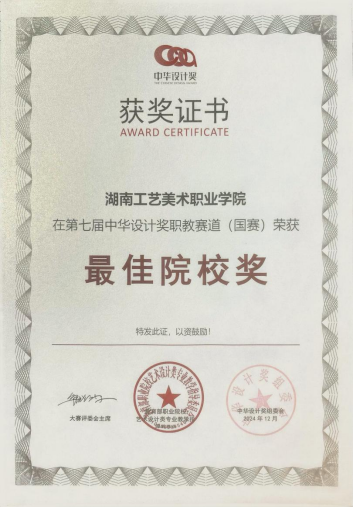 中华设计奖
获奖证书
AWARD CERTIFICATE
湖南工艺美术职业学院
在第七届中华设计奖职教赛道（国赛）荣获
最佳院校奖
特发此证，以资鼓励！
大赛评委会主席
中华设计奖组委会
2024年12月